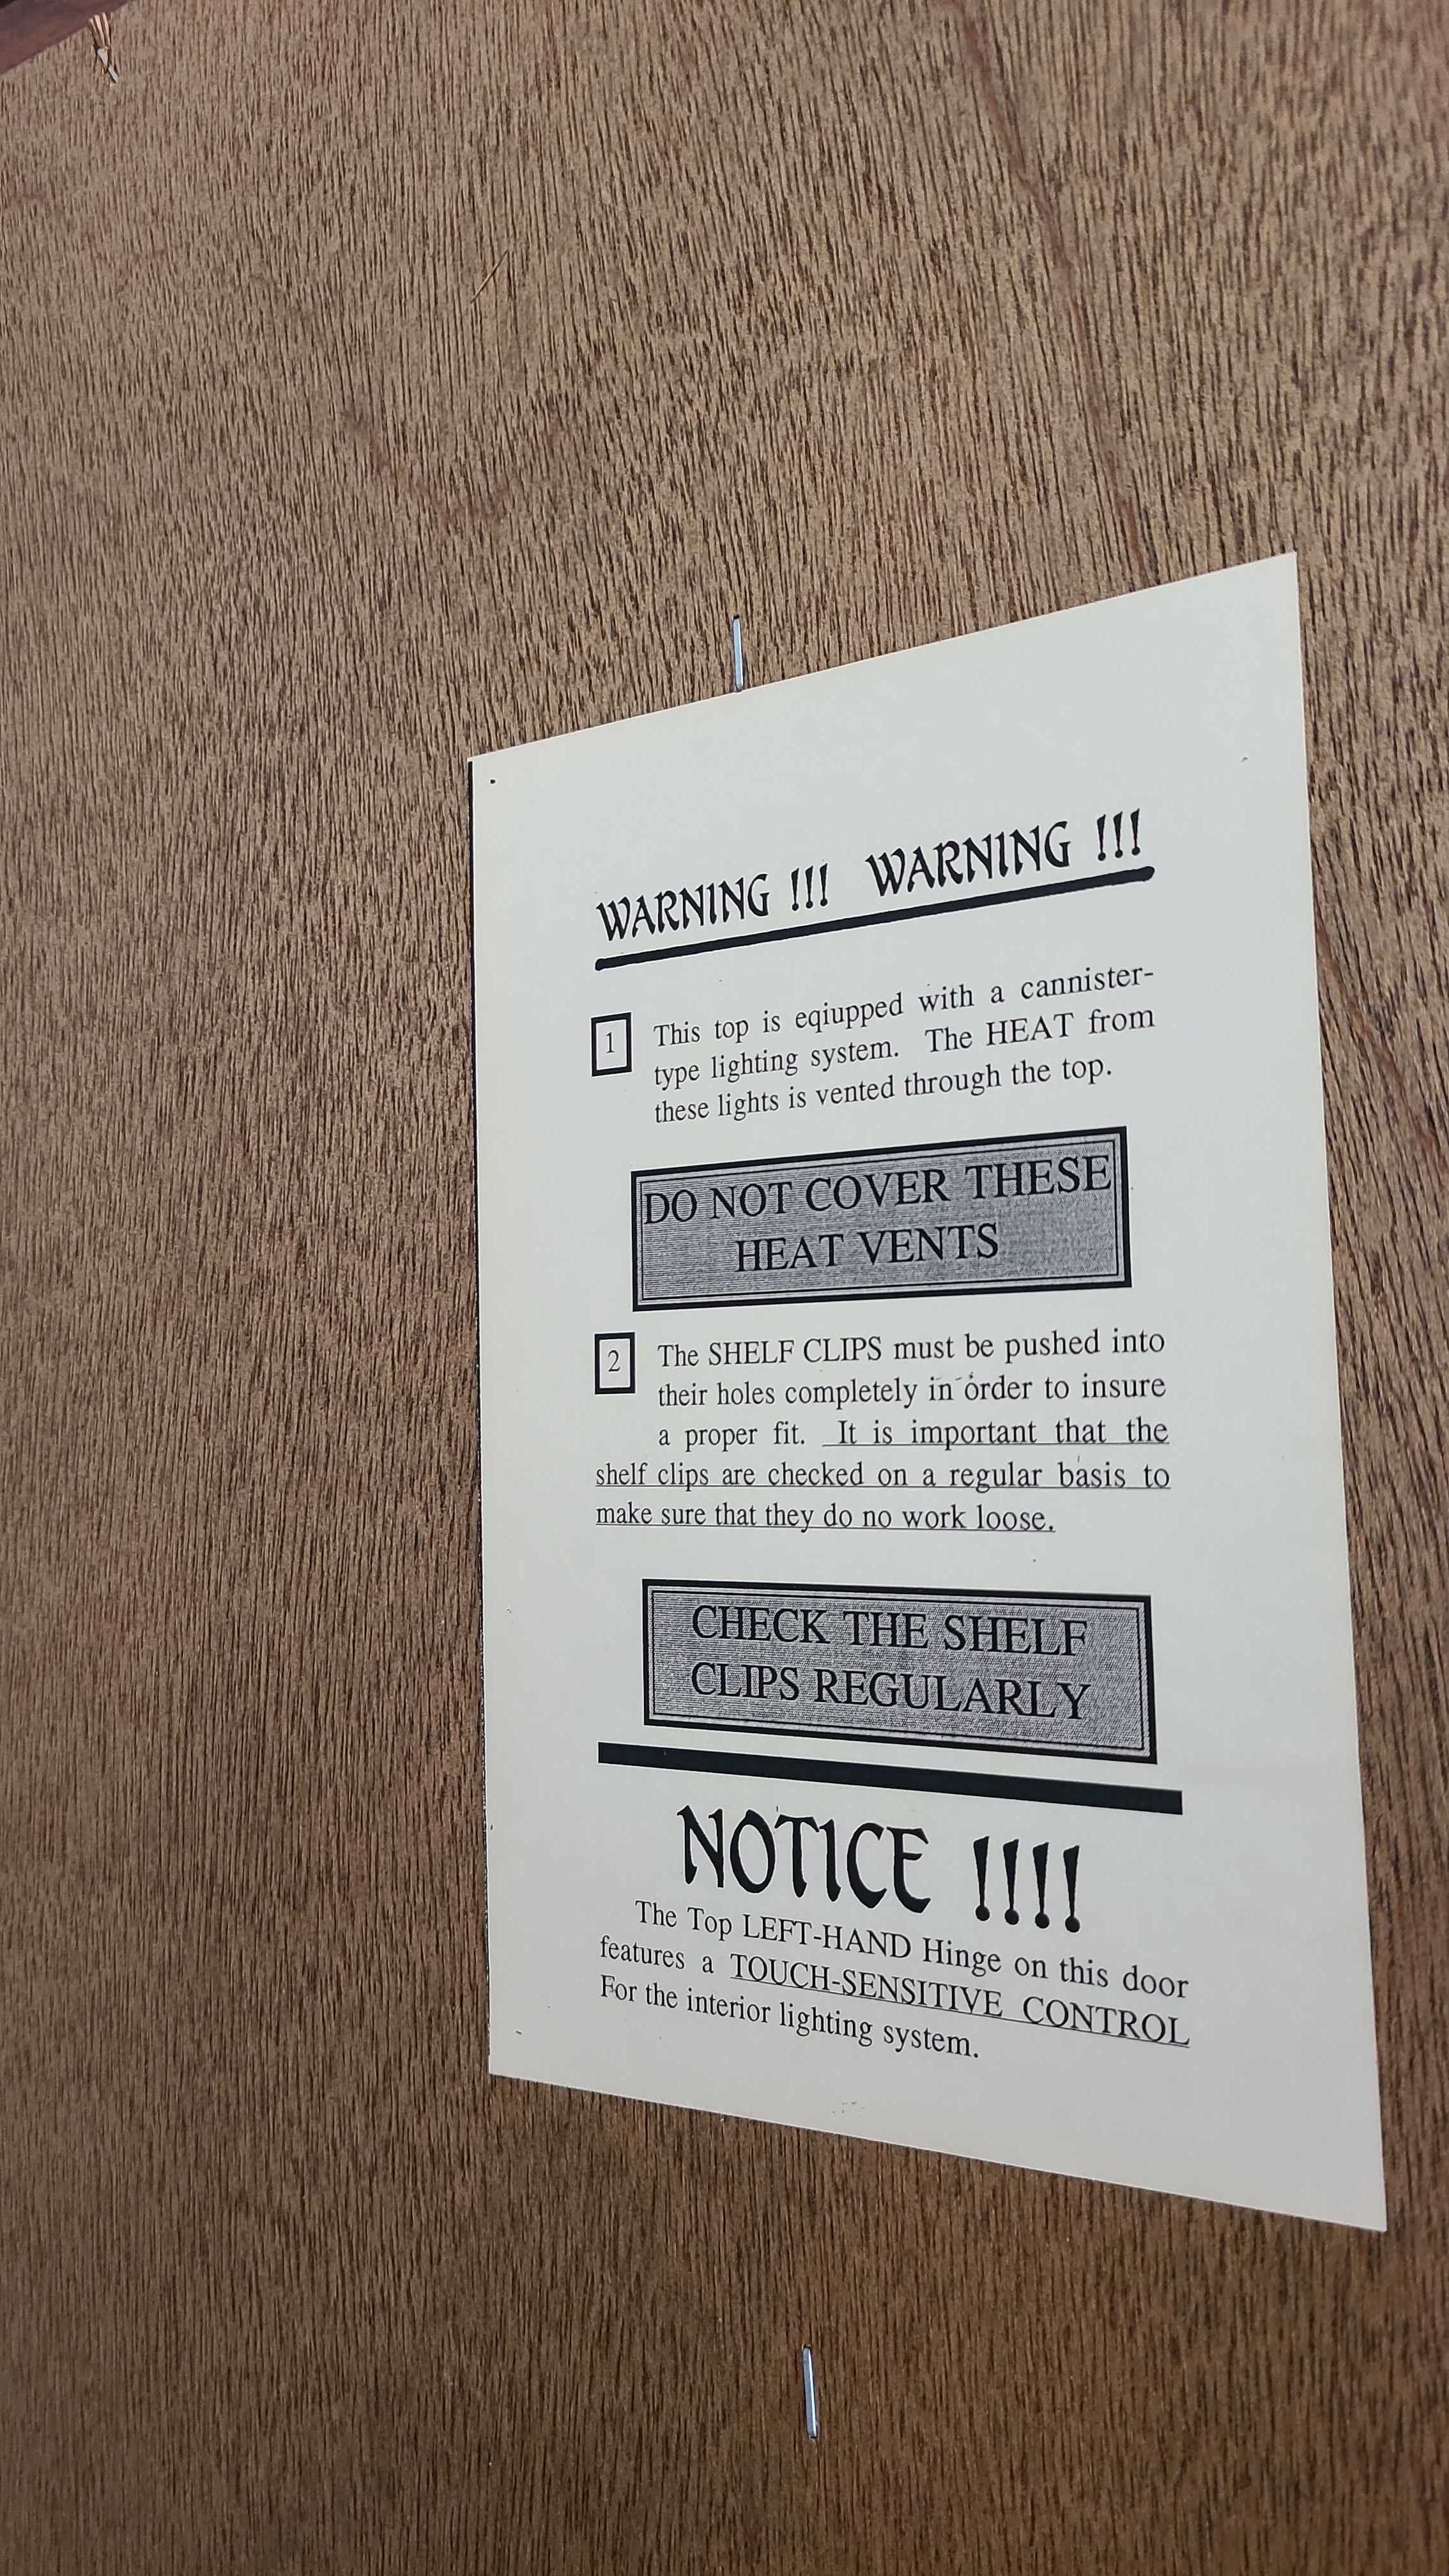 WARNING !!! WARNING !!!
1 This top is eqiupped with a cannister-
type lighting system. The HEAT from
these lights is vented through the top.
DO NOT COVER THESE
HEAT VENTS
2 The SHELF CLIPS must be pushed into
their holes completely in order to insure
a proper fit. It is important that the
shelf clips are checked on a regular basis to
make sure that they do no work loose.
CHECK THE SHELF
CLIPS REGULARLY
NOTICE !!!!
The Top LEFT-HAND Hinge on this door
features a TOUCH-SENSITIVE CONTROL
For the interior lighting system.